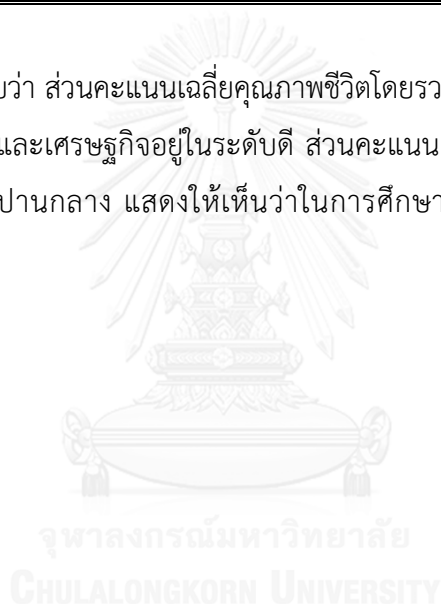 บว่า ส่วนคะแนนเฉลี่ยคุณภาพชีวิตโดยรว
และเศรษฐกิจอยู่ในระดับดี ส่วนคะแนน
ปานกลาง แสดงให้เห็นว่าในการศึกษา
จุฬาลงกรณ์มหาวิทยาลัย
CHULALONGKORN UNIVERSITY